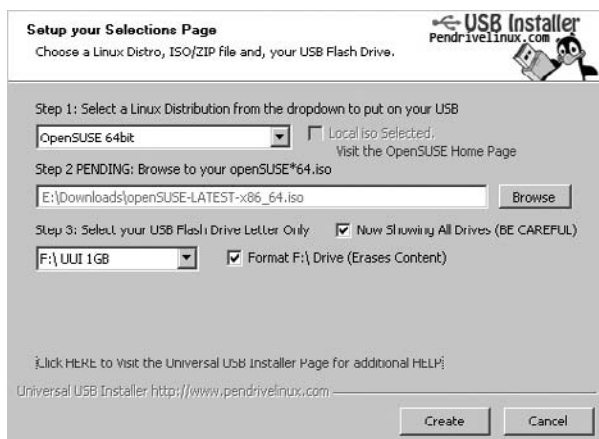 Setup your Selections Page
Choose a Linux Distro, ISO/ZIP file and, your USB Flash Drive.
USB Installer
Pendrivelinux.com
Step 1: Select a Linux Distribution from the dropdown to put on your USB
OpenSUSE 64bit
Local iso Selected.
Visit the OpenSUSE Home Page
Step 2 PENDING: Browse to your openSUSE*64.iso
E:\Downloads\openSUSE-LATEST-x86_64.iso
Browse
Step 3: Select your USB Flash Drive Letter Only
Now Showing All Drives (BE CAREFUL)
F:\ UUI 1GB
Format F:\ Drive (Erases Content)
Click HERE to Visit the Universal USB Installer Page for additional HELP
Universal USB Installer http://www.pendrivelinux.com
Create
Cancel